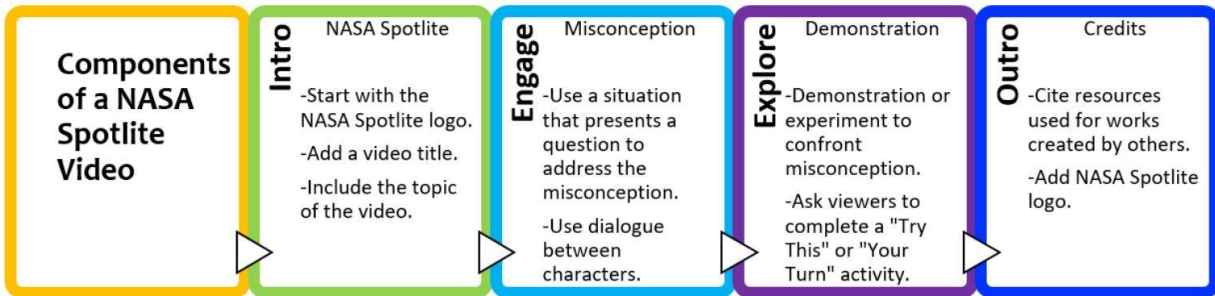 Components
of a NASA
Spotlite
Video
Intro
NASA Spotlite
-Start with the
NASA Spotlite logo.
-Add a video title.
-Include the topic
of the video.
Engage
Misconception
-Use a situation
that presents a
question to
address the
misconception.
-Use dialogue
between
characters.
Explore
Demonstration
-Demonstration or
experiment to
confront
misconception.
-Ask viewers to
complete a "Try
This" or "Your
Turn" activity.
Outro
Credits
-Cite resources
used for works
created by others.
-Add NASA Spotlite
logo.